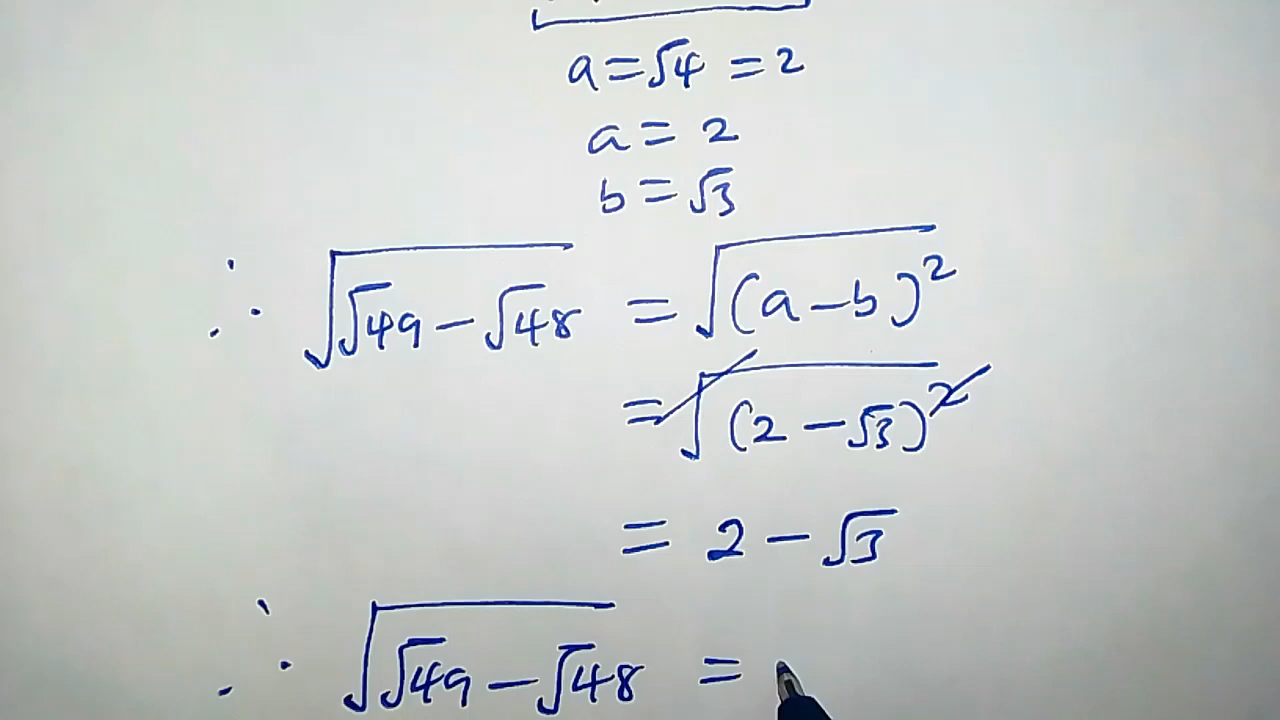 a = √4 = 2
a = 2
b = √3
∴ √(√49 − √48) = √(a − b)²
= √(2 − √3)²
= 2 − √3
∴ √(√49 − √48) =